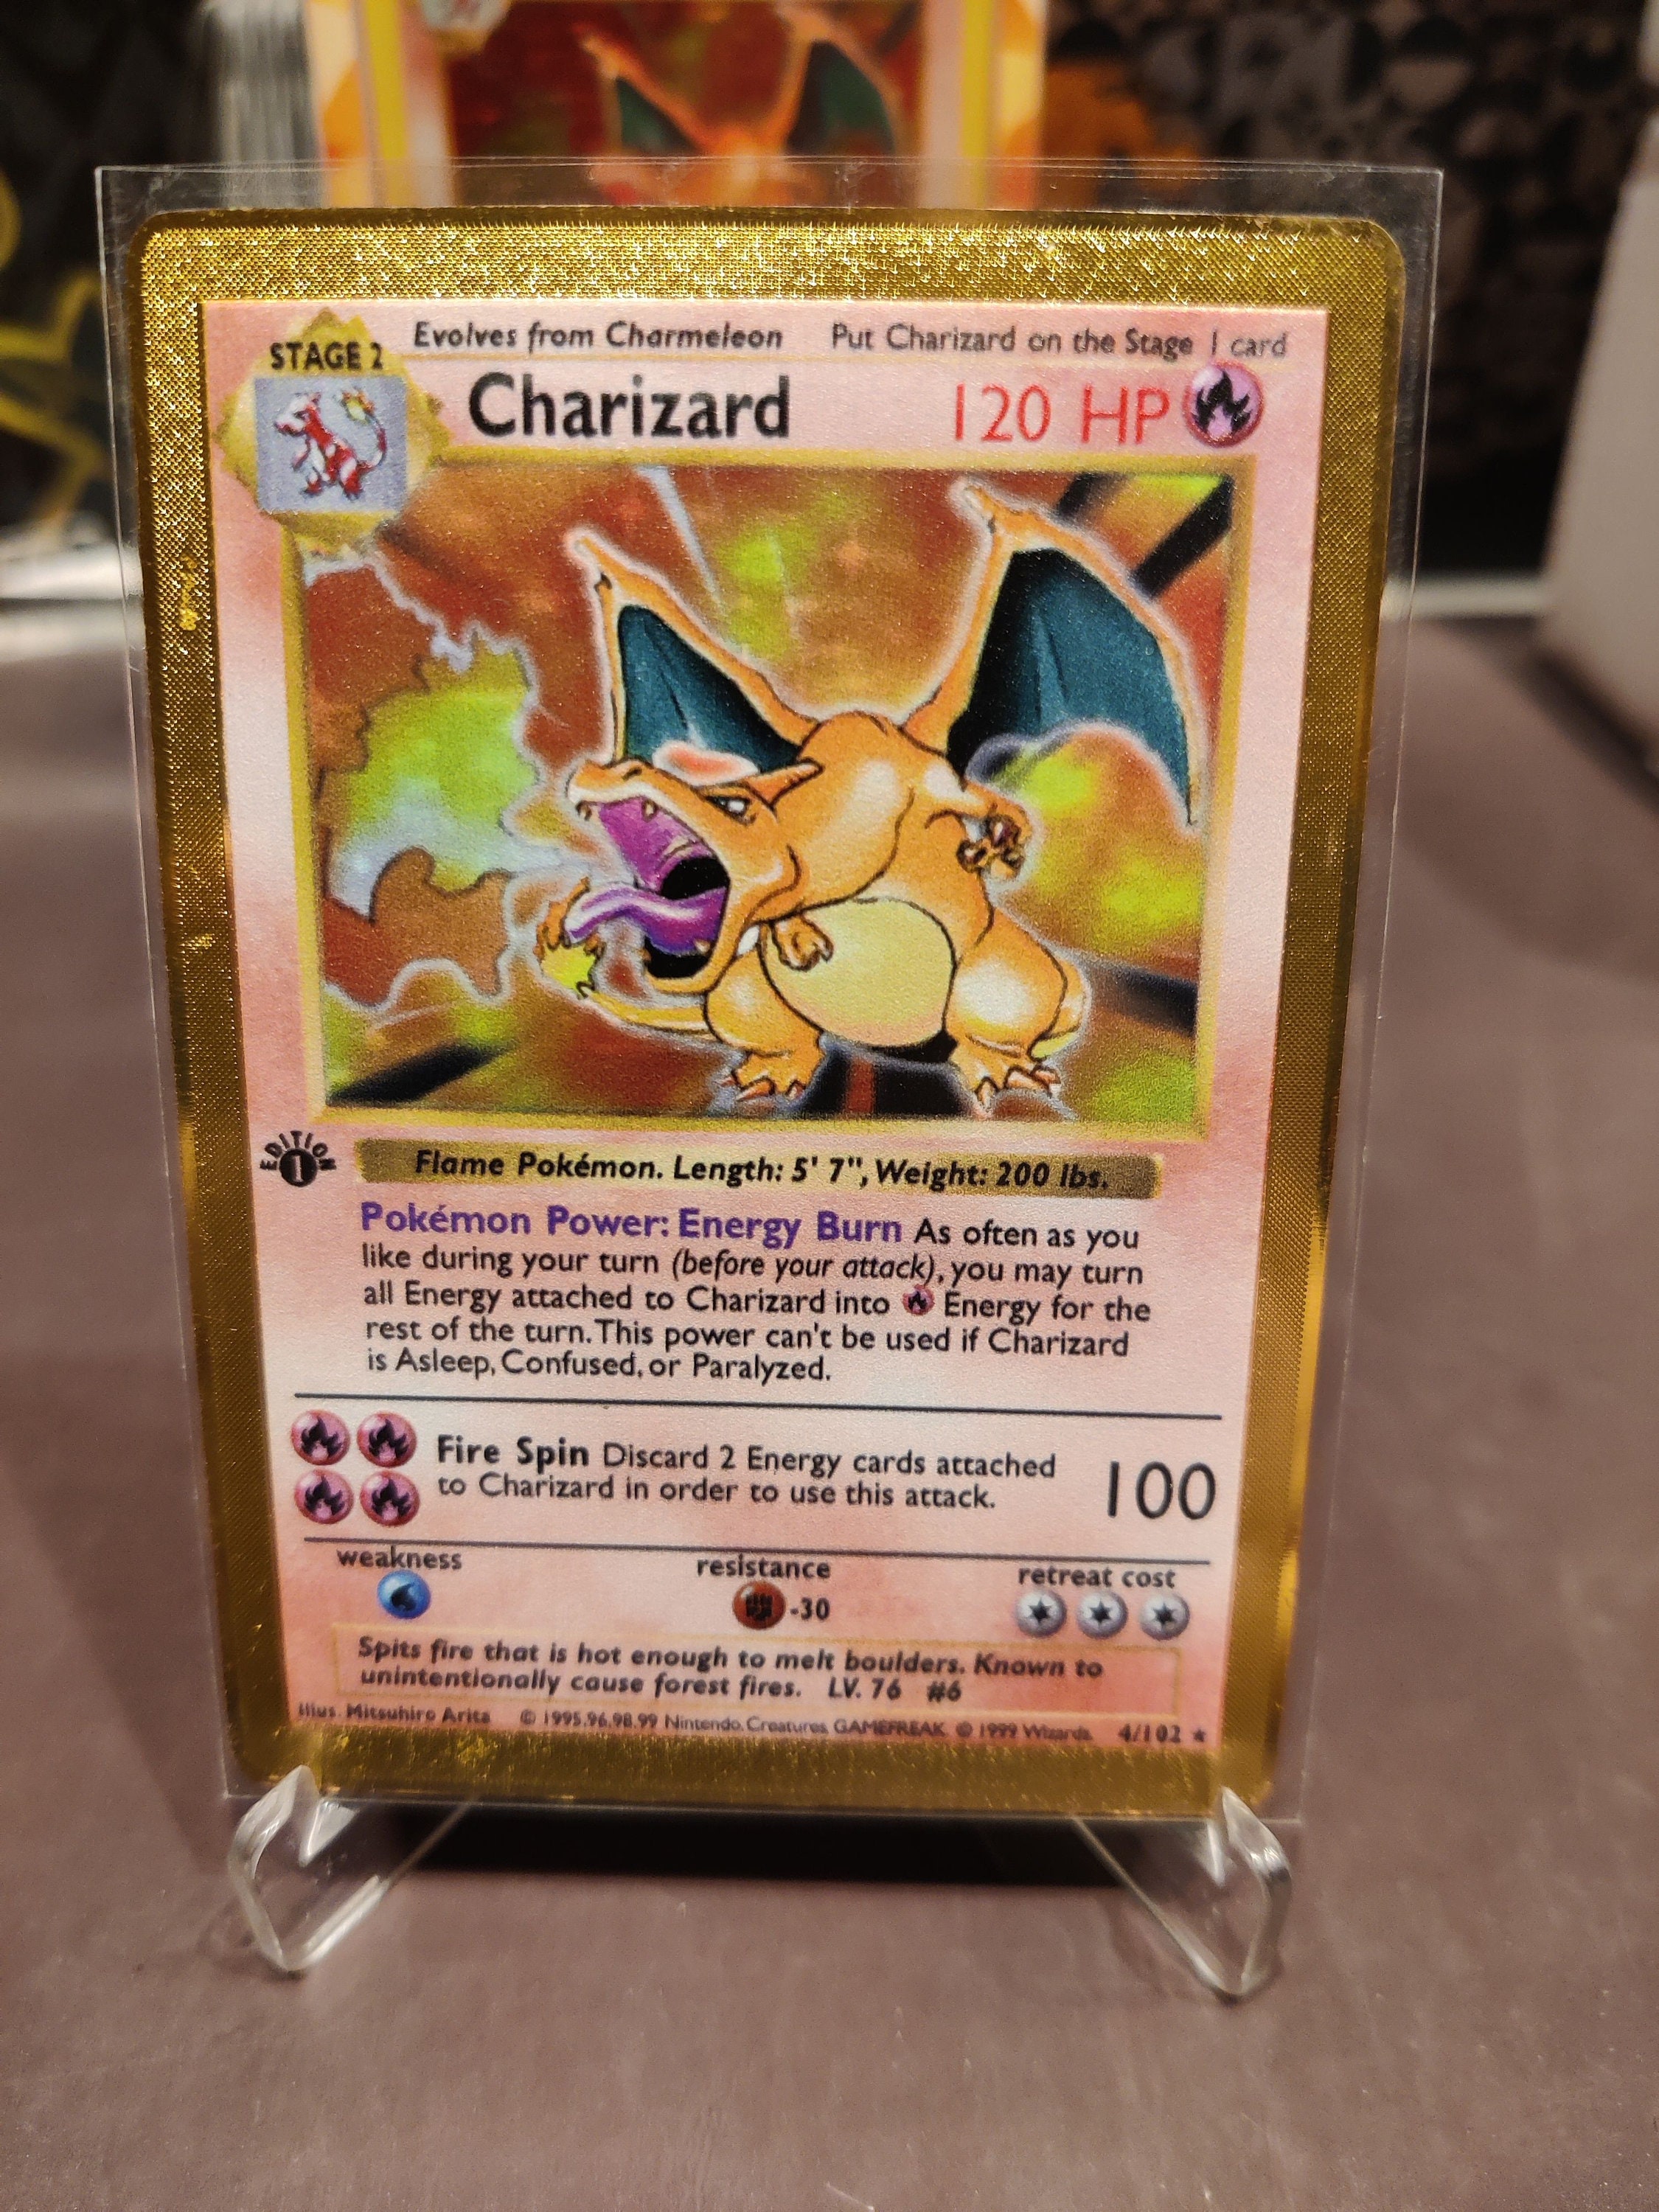 Evolves from Charmeleon Put Charizard on the Stage 1 card
STAGE 2
Charizard 120 HP
EDITION
1
Flame Pokémon. Length: 5' 7", Weight: 200 lbs.
Pokémon Power: Energy Burn As often as you
like during your turn (before your attack), you may turn
all Energy attached to Charizard into Energy for the
rest of the turn. This power can't be used if Charizard
is Asleep, Confused, or Paralyzed.
Fire Spin Discard 2 Energy cards attached
to Charizard in order to use this attack.
100
weakness resistance retreat cost
-30
Spits fire that is hot enough to melt boulders. Known to
unintentionally cause forest fires. LV. 76 #6
Illus. Mitsuhiro Arita © 1995, 96, 98, 99 Nintendo, Creatures, GAMEFREAK. © 1999 Wizards. 4/102 ★